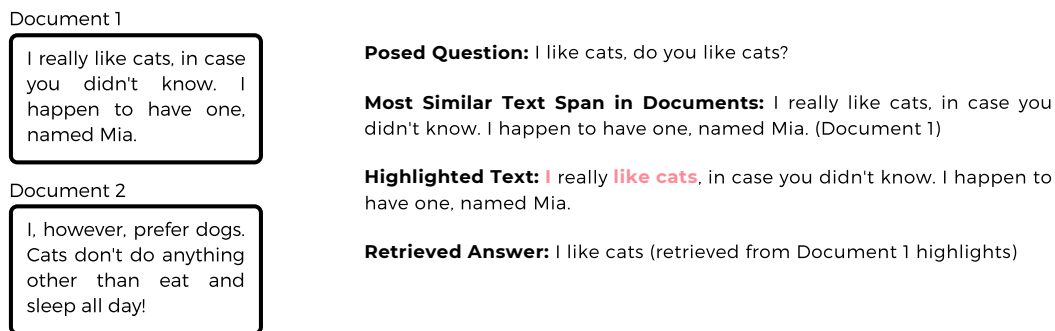 Document 1
I really like cats, in case
you didn't know. I
happen to have one,
named Mia.
Document 2
I, however, prefer dogs.
Cats don't do anything
other than eat and
sleep all day!
Posed Question: I like cats, do you like cats?
Most Similar Text Span in Documents: I really like cats, in case you
didn't know. I happen to have one, named Mia. (Document 1)
Highlighted Text: I really like cats, in case you didn't know. I happen to
have one, named Mia.
Retrieved Answer: I like cats (retrieved from Document 1 highlights)